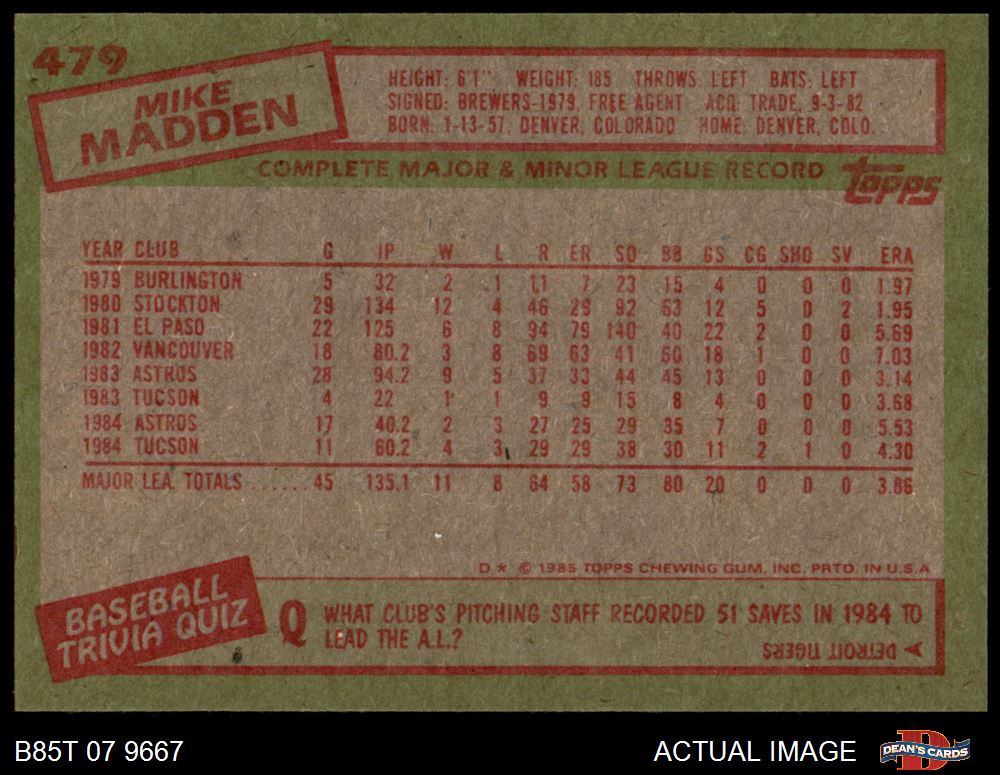 479
MIKE
MADDEN
HEIGHT: 6'1" WEIGHT: 185 THROWS: LEFT BATS: LEFT
SIGNED: BREWERS-1979, FREE AGENT ACQ: TRADE, 9-3-82
BORN: 1-13-57, DENVER, COLORADO HOME: DENVER, COLO.
COMPLETE MAJOR & MINOR LEAGUE RECORD
topps
YEAR CLUB G IP W L R ER SO BB GS CG SHO SV ERA
1979 BURLINGTON 5 32 2 1 11 7 23 15 4 0 0 0 1.97
1980 STOCKTON 29 134 12 4 46 29 92 63 12 5 0 2 1.95
1981 EL PASO 22 125 6 8 94 79 140 40 22 2 0 0 5.69
1982 VANCOUVER 18 80.2 3 8 69 63 41 60 18 1 0 0 7.03
1983 ASTROS 28 94.2 9 5 37 33 44 45 13 0 0 0 3.14
1983 TUCSON 4 22 1 1 9 9 15 8 4 0 0 0 3.68
1984 ASTROS 17 40.2 2 3 27 25 29 35 7 0 0 0 5.53
1984 TUCSON 11 60.2 4 3 29 29 38 30 11 2 1 0 4.30
MAJOR LEA. TOTALS ...... 45 135.1 11 8 64 58 73 80 20 0 0 0 3.86
D* © 1985 TOPPS CHEWING GUM, INC. PRTD. IN U.S.A
BASEBALL
TRIVIA QUIZ
Q WHAT CLUB'S PITCHING STAFF RECORDED 51 SAVES IN 1984 TO
LEAD THE A.L.?
A DETROIT TIGERS
B85T 07 9667
ACTUAL IMAGE
D
DEAN'S CARDS